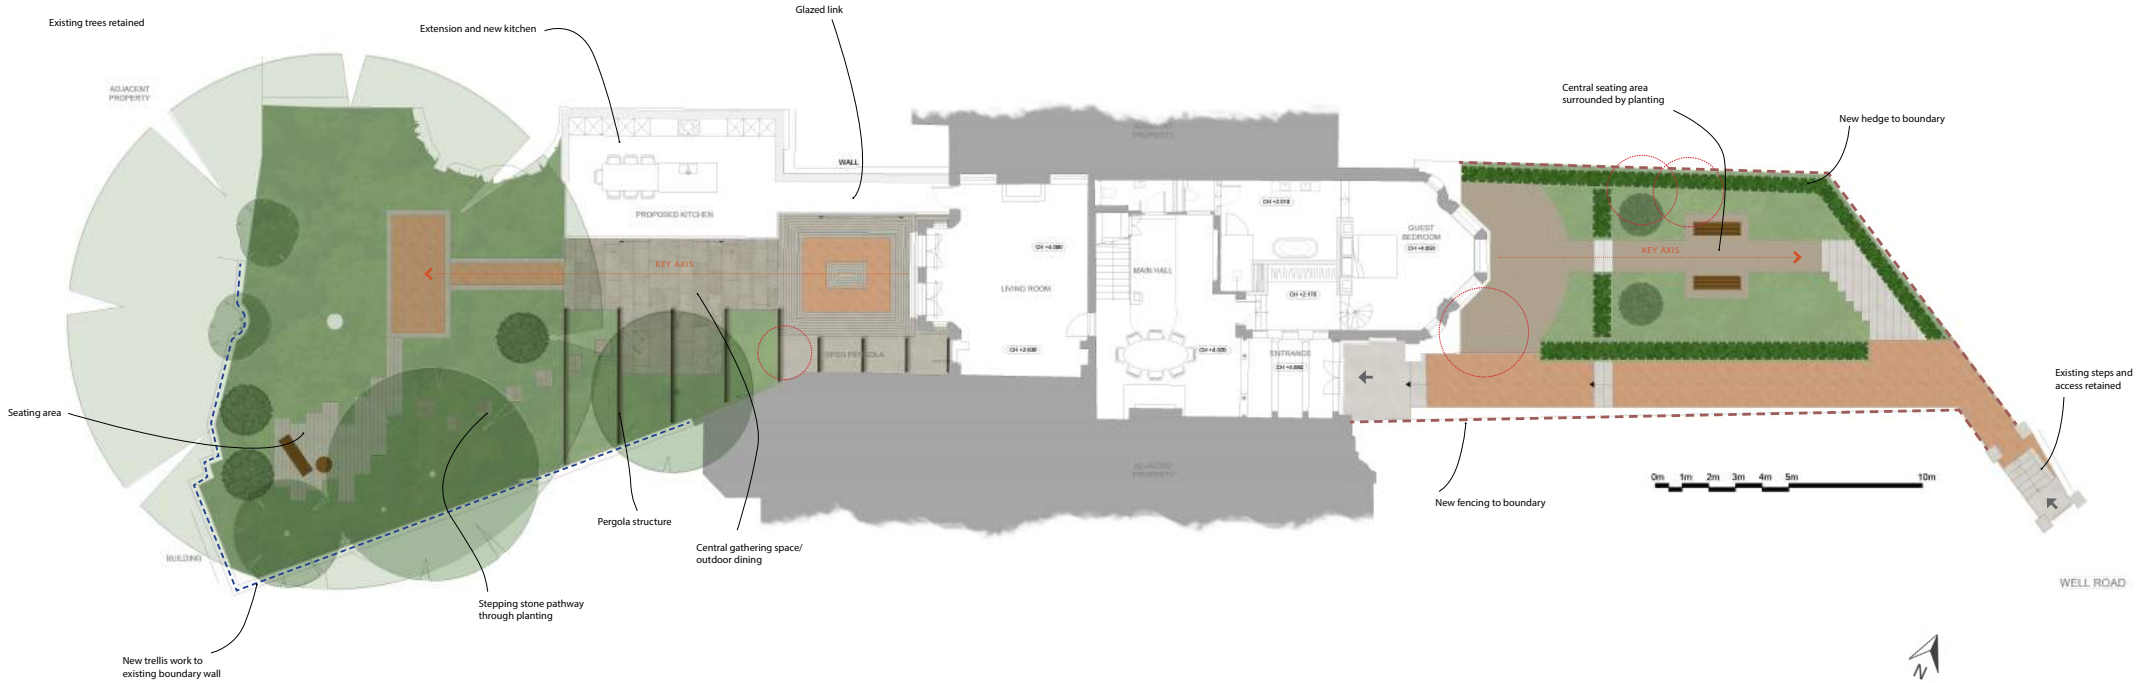 Existing trees retained
Extension and new kitchen
Glazed link
ADJACENT
PROPERTY
Central seating area
surrounded by planting
New hedge to boundary
ADJACENT
PROPERTY
WALL
PROPOSED KITCHEN
GUEST
BEDROOM
KEY AXIS
KEY AXIS
MAIN HALL
LIVING ROOM
OPEN PERGOLA
ENTRANCE
Existing steps and
access retained
Seating area
ADJACENT
PROPERTY
0m 1m 2m 3m 4m 5m 10m
New fencing to boundary
Pergola structure
Central gathering space/
outdoor dining
BUILDING
WELL ROAD
Stepping stone pathway
through planting
New trellis work to
existing boundary wall
N